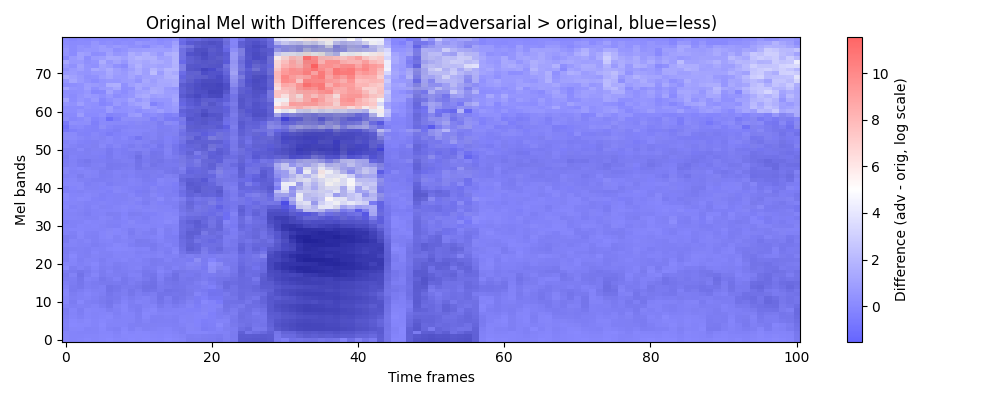 Original Mel with Differences (red=adversarial > original, blue=less)
Mel bands
70
60
50
40
30
20
10
0
0 20 40 60 80 100
Time frames
10
8
6
4
2
0
Difference (adv - orig, log scale)